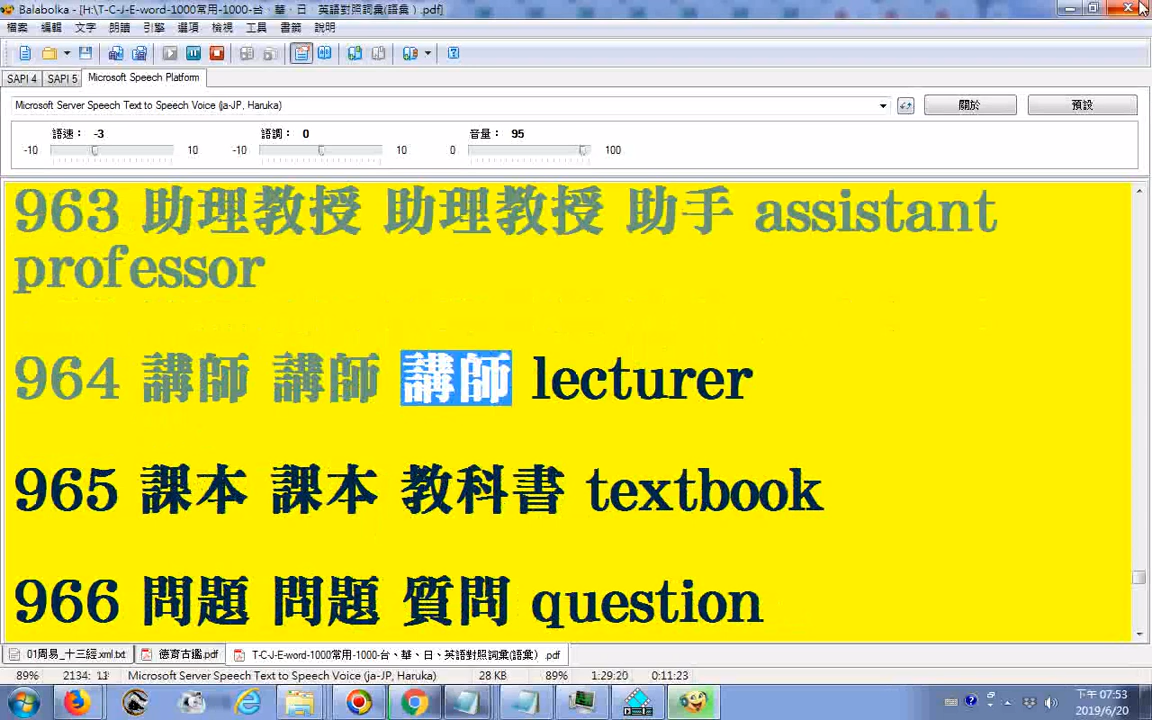 Balabolka - [H:\T-C-J-E-word-1000常用-1000-台、華、日、英語對照詞彙(語彙）.pdf]
檔案 編輯 文字 朗讀 引擎 選項 檢視 工具 書籤 說明
SAPI 4 SAPI 5 Microsoft Speech Platform
Microsoft Server Speech Text to Speech Voice (ja-JP, Haruka) 關於 預設
語速： -3 語調： 0 音量： 95
-10 10 -10 10 0 100
963 助理教授 助理教授 助手 assistant
professor
964 講師 講師 講師 lecturer
965 課本 課本 教科書 textbook
966 問題 問題 質問 question
01周易_十三經.xml.txt 德育古鑑.pdf T-C-J-E-word-1000常用-1000-台、華、日、英語對照詞彙(語彙）.pdf
89% 2134: 11 Microsoft Server Speech Text to Speech Voice (ja-JP, Haruka) 28 KB 89% 1:29:20 0:11:23
下午 07:53
2019/6/20